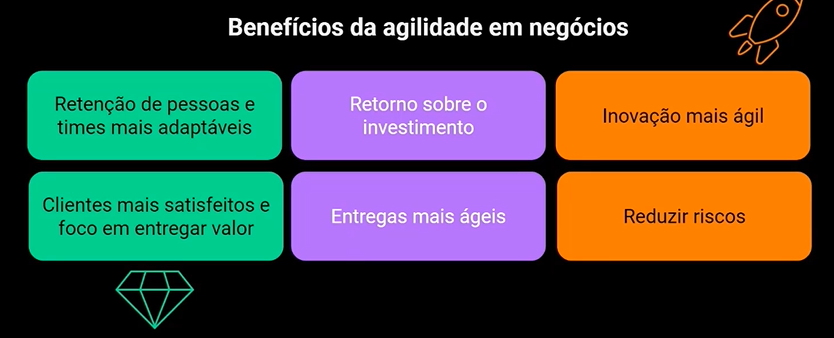 Benefícios da agilidade em negócios
Retenção de pessoas e
times mais adaptáveis
Retorno sobre o
investimento
Inovação mais ágil
Clientes mais satisfeitos e
foco em entregar valor
Entregas mais ágeis
Reduzir riscos